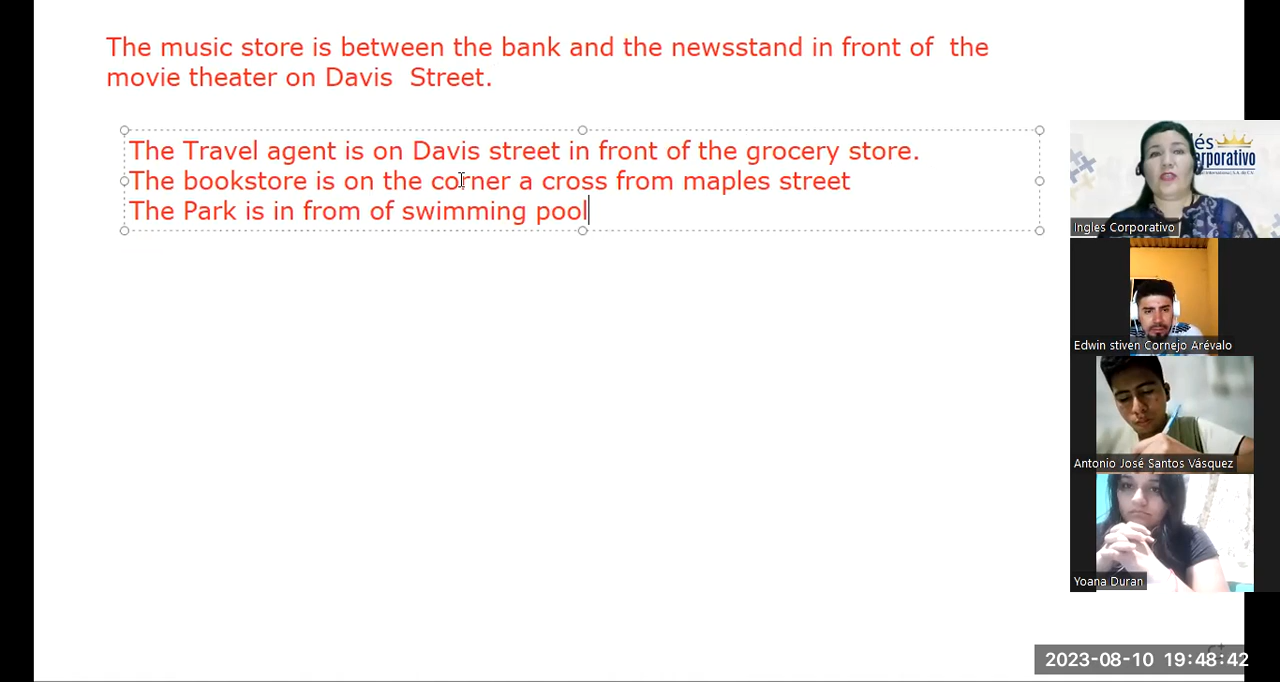 The music store is between the bank and the newsstand in front of  the
movie theater on Davis  Street.
The Travel agent is on Davis street in front of the grocery store.
The bookstore is on the corner a cross from maples street
The Park is in from of swimming pool
és
rporativo
Ingles Corporativo
Edwin stiven Cornejo Arévalo
Antonio José Santos Vásquez
Yoana Duran
2023-08-10 19:48:42